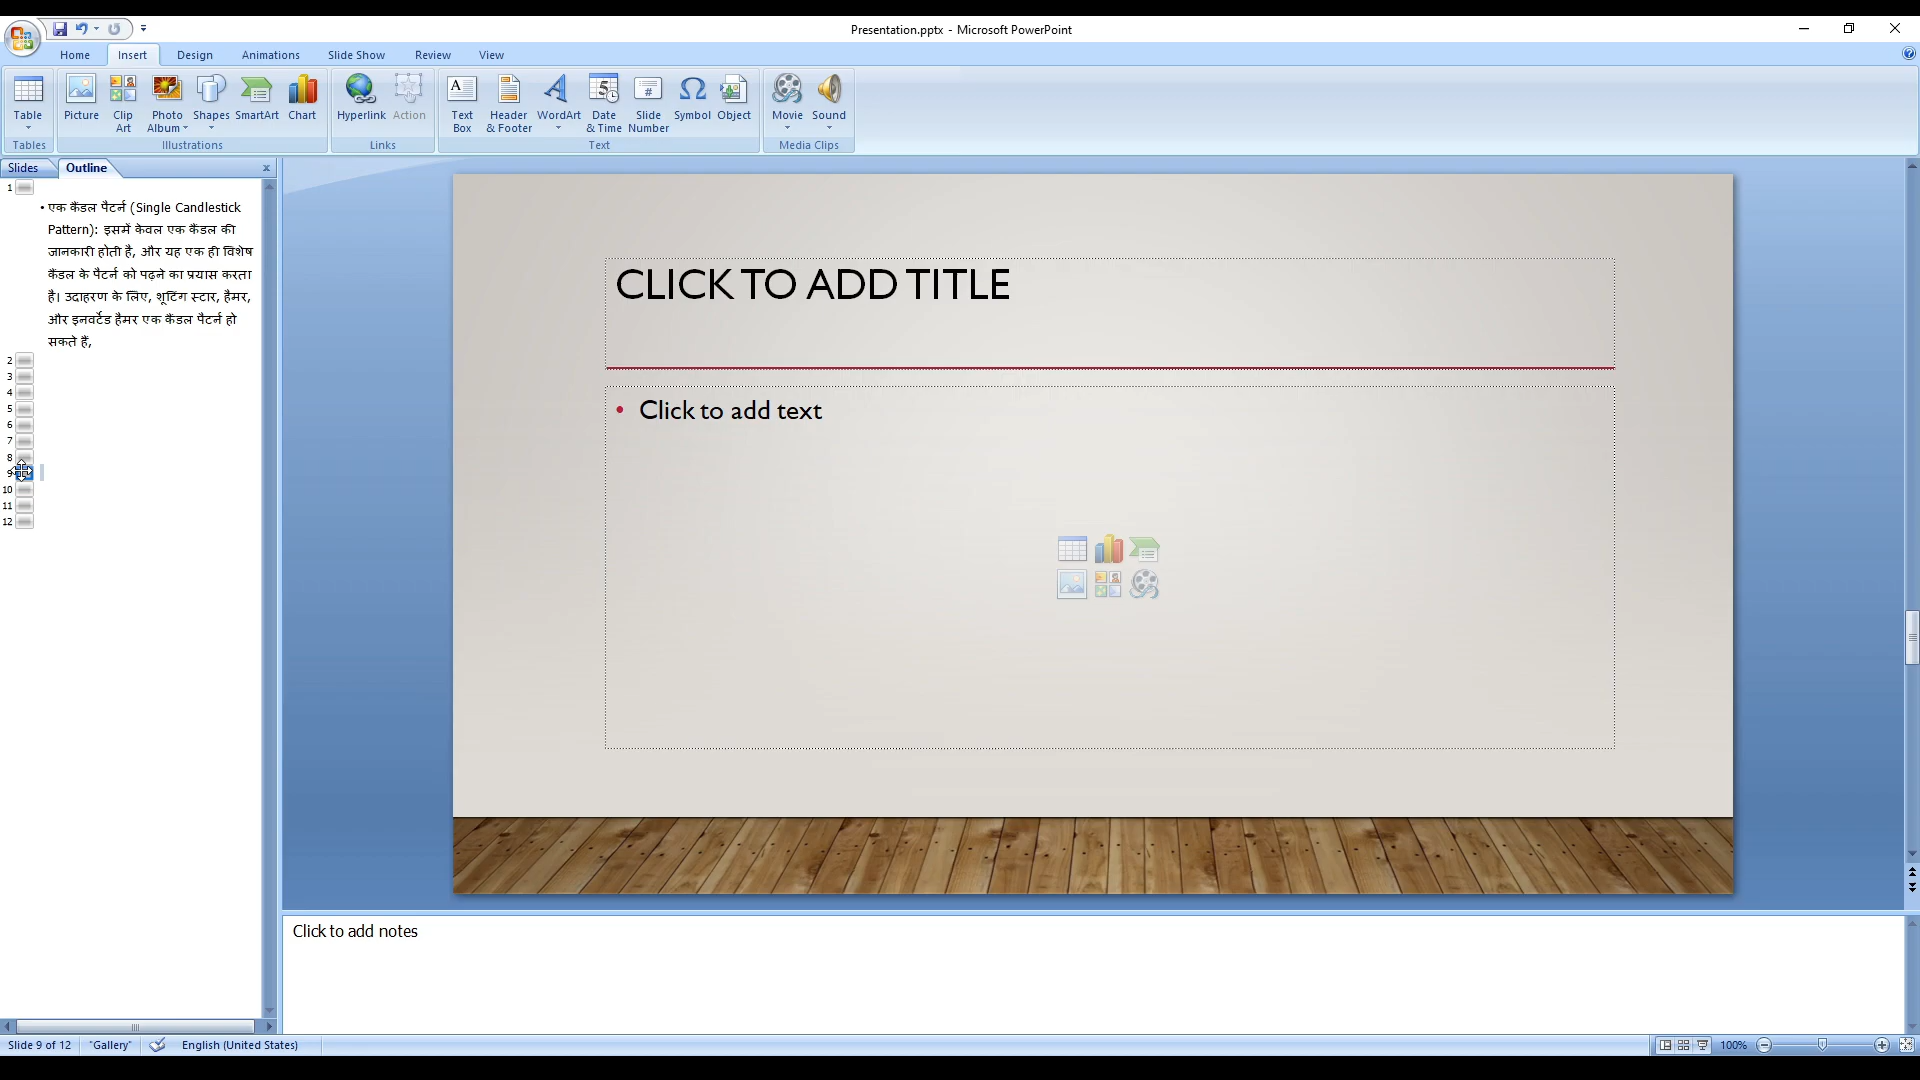 Presentation.pptx - Microsoft PowerPoint
Home Insert Design Animations Slide Show Review View
Table Picture Clip Art Photo Album Shapes SmartArt Chart Hyperlink Action Text Box Header & Footer WordArt Date & Time Slide Number Symbol Object Movie Sound
Tables Illustrations Links Text Media Clips
Slides Outline
1
• एक कैंडल पैटर्न (Single Candlestick
Pattern): इसमें केवल एक कैंडल की
जानकारी होती है, और यह एक ही विशेष
कैंडल के पैटर्न को पढ़ने का प्रयास करता
है। उदाहरण के लिए, शूटिंग स्टार, हैमर,
और इनवर्टेड हैमर एक कैंडल पैटर्न हो
सकते हैं,
2
3
4
5
6
7
8
9
10
11
12
CLICK TO ADD TITLE
• Click to add text
Click to add notes
Slide 9 of 12 "Gallery" English (United States) 100%